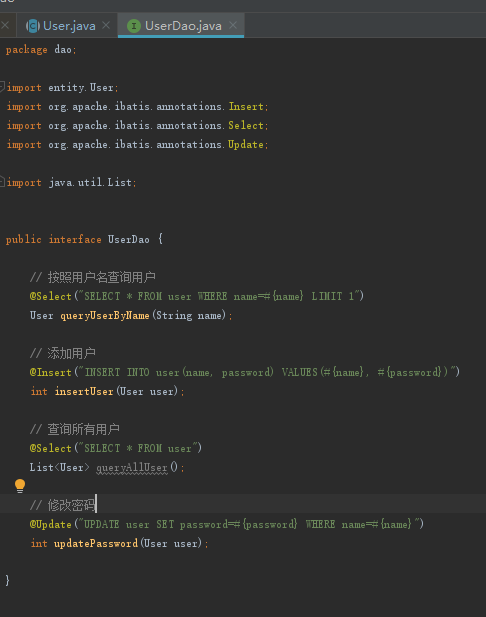 User.java
UserDao.java
package dao;
import entity.User;
import org.apache.ibatis.annotations.Insert;
import org.apache.ibatis.annotations.Select;
import org.apache.ibatis.annotations.Update;
import java.util.List;
public interface UserDao {
// 按照用户名查询用户
@Select("SELECT * FROM user WHERE name=#{name} LIMIT 1")
User queryUserByName(String name);
// 添加用户
@Insert("INSERT INTO user(name, password) VALUES(#{name}, #{password})")
int insertUser(User user);
// 查询所有用户
@Select("SELECT * FROM user")
List<User> queryAllUser();
// 修改密码
@Update("UPDATE user SET password=#{password} WHERE name=#{name}")
int updatePassword(User user);
}